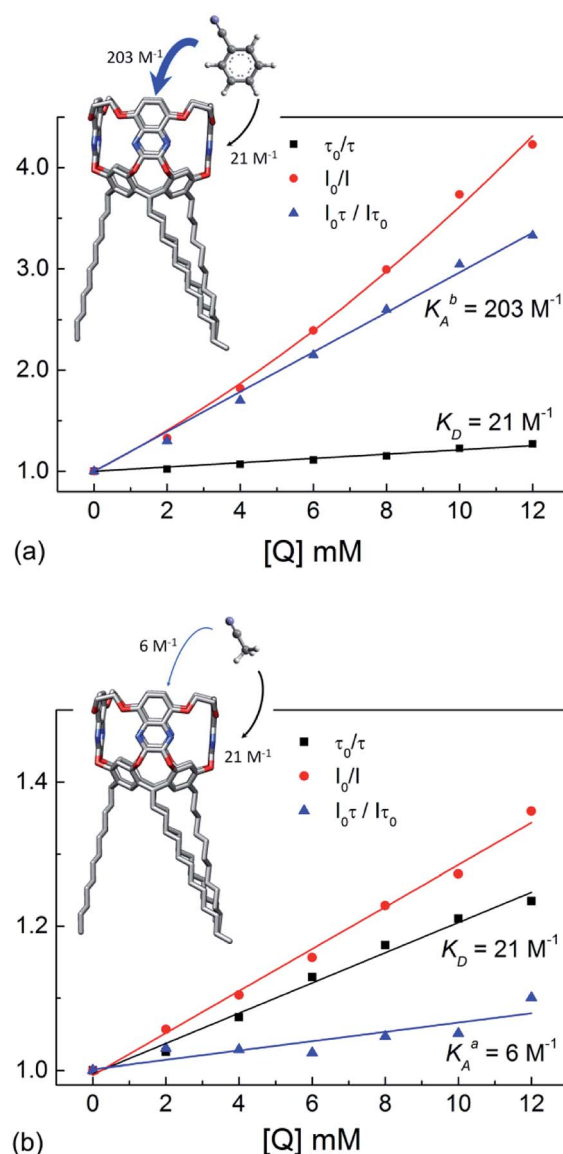 203 M⁻¹
21 M⁻¹
4.0
3.0
2.0
1.0
τ₀/τ
I₀/I
I₀τ / Iτ₀
K_A^b = 203 M⁻¹
K_D = 21 M⁻¹
0 2 4 6 8 10 12
(a)
[Q] mM
6 M⁻¹
21 M⁻¹
1.4
1.2
1.0
τ₀/τ
I₀/I
I₀τ / Iτ₀
K_D = 21 M⁻¹
K_A^a = 6 M⁻¹
0 2 4 6 8 10 12
(b)
[Q] mM